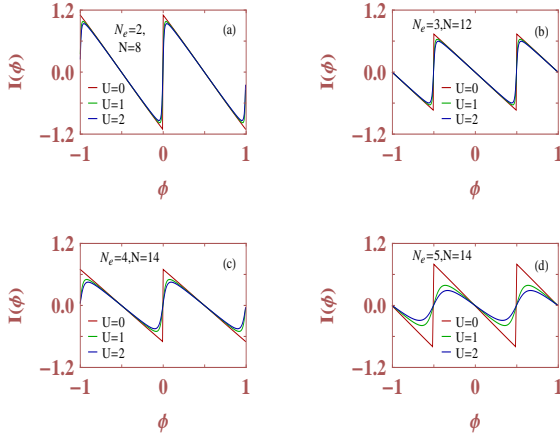 1.2
N_e=2,
(a)
N=8
I(ϕ)
0.0
U=0
U=1
U=2
−1.2
−1 0 1
ϕ
1.2
N_e=3,N=12
(b)
I(ϕ)
0.0
U=0
U=1
U=2
−1.2
−1 0 1
ϕ
1.2
N_e=4,N=14
(c)
I(ϕ)
0.0
U=0
U=1
U=2
−1.2
−1 0 1
ϕ
1.2
N_e=5,N=14
(d)
I(ϕ)
0.0
U=0
U=1
U=2
−1.2
−1 0 1
ϕ